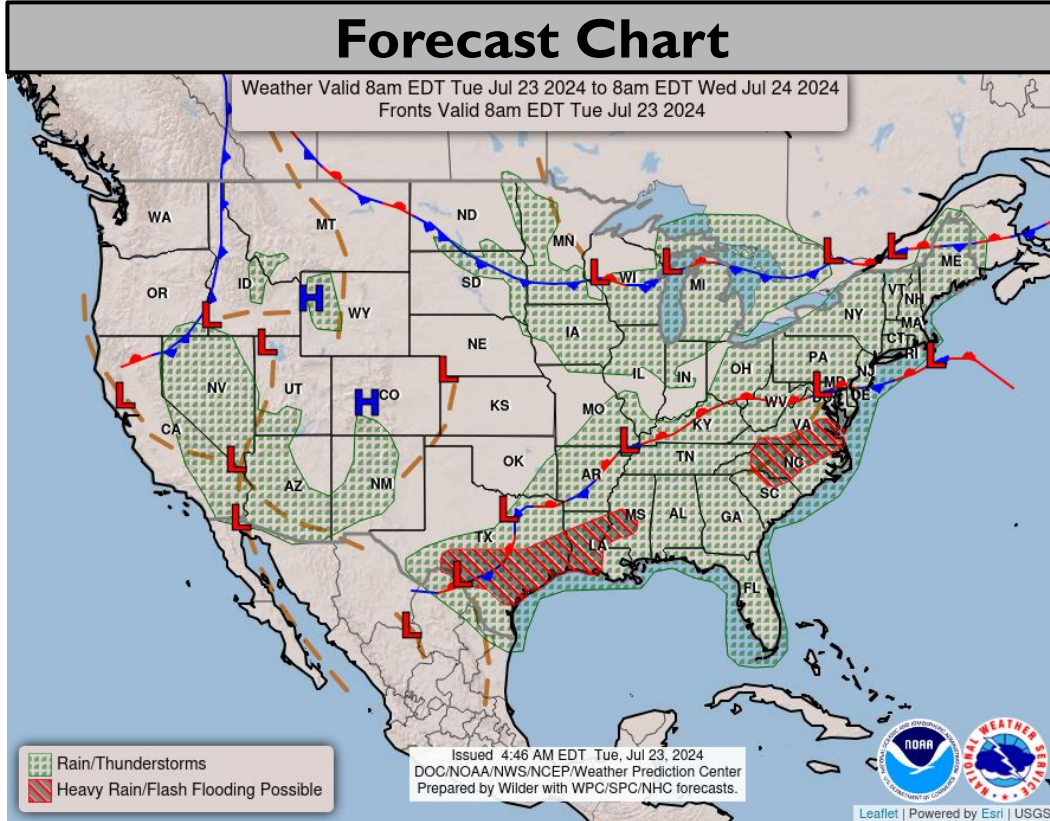 Forecast Chart
Weather Valid 8am EDT Tue Jul 23 2024 to 8am EDT Wed Jul 24 2024
Fronts Valid 8am EDT Tue Jul 23 2024
WA
MT
ND
MN
OR
ID
H
WY
SD
L
WI
L
MI
L
L
ME
VT
NH
NY
MA
CT
RI
L
L
L
NV
UT
H
CO
L
NE
IA
IL
IN
OH
PA
NJ
MD
DE
L
WV
VA
L
CA
KS
MO
KY
L
AZ
NM
OK
AR
L
TN
NC
SC
L
TX
L
LA
MS
AL
GA
FL
L
L
Rain/Thunderstorms
Heavy Rain/Flash Flooding Possible
Issued 4:46 AM EDT Tue, Jul 23, 2024
DOC/NOAA/NWS/NCEP/Weather Prediction Center
Prepared by Wilder with WPC/SPC/NHC forecasts.
NOAA
NATIONAL WEATHER SERVICE
Leaflet | Powered by Esri | USGS